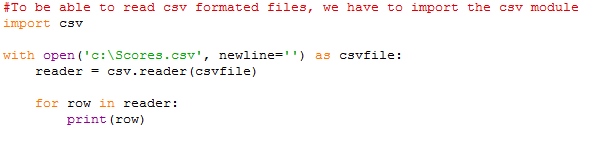 #To be able to read csv formated files, we have to import the csv module
import csv
with open('c:\Scores.csv', newline='') as csvfile:
    reader = csv.reader(csvfile)
    for row in reader:
        print(row)